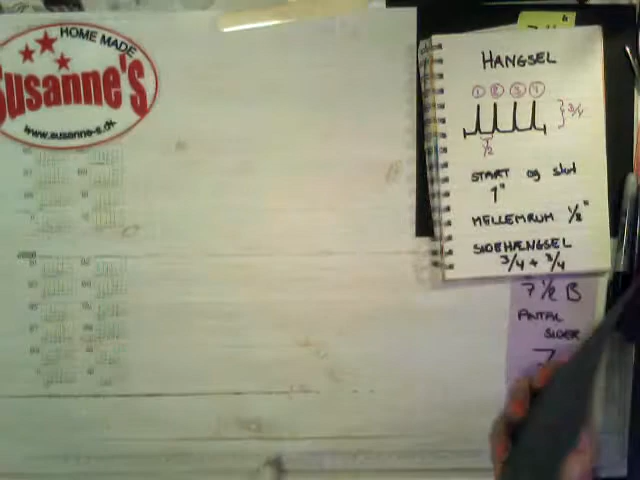 HOME MADE
Susanne's
www.susanne-s.dk
HANGSEL
1 2 3 4
3/4
1/2
START og slut
1"
MELLEMRUM 1/2"
SIDEHÆNGSEL
3/4 + 3/4
7 1/2 B
ANTAL
SIDER
7